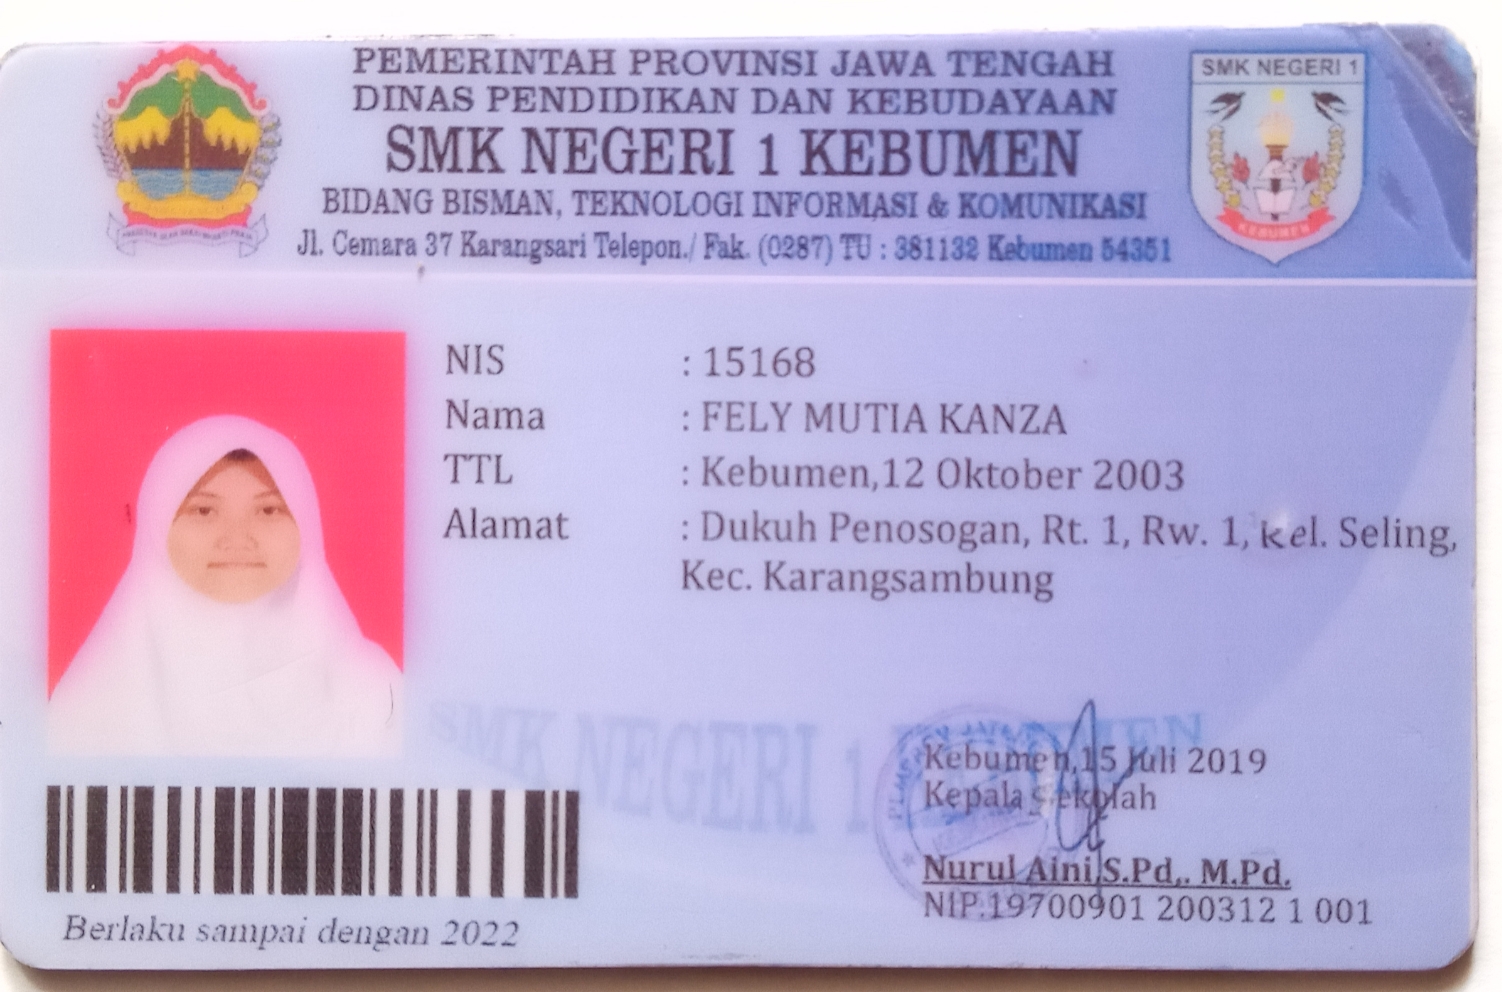 PEMERINTAH PROVINSI JAWA TENGAH
DINAS PENDIDIKAN DAN KEBUDAYAAN
SMK NEGERI 1 KEBUMEN
BIDANG BISMAN, TEKNOLOGI INFORMASI & KOMUNIKASI
Jl. Cemara 37 Karangsari Telepon./ Fak. (0287) TU : 381132 Kebumen 54351
SMK NEGERI 1
KEBUMEN
NIS : 15168
Nama : FELY MUTIA KANZA
TTL : Kebumen,12 Oktober 2003
Alamat : Dukuh Penosogan, Rt. 1, Rw. 1, Kel. Seling,
Kec. Karangsambung
SMK NEGERI 1 KEBUMEN
Kebumen,15 Juli 2019
Kepala Sekolah
Nurul Aini,S.Pd,. M.Pd.
NIP.19700901 200312 1 001
Berlaku sampai dengan 2022